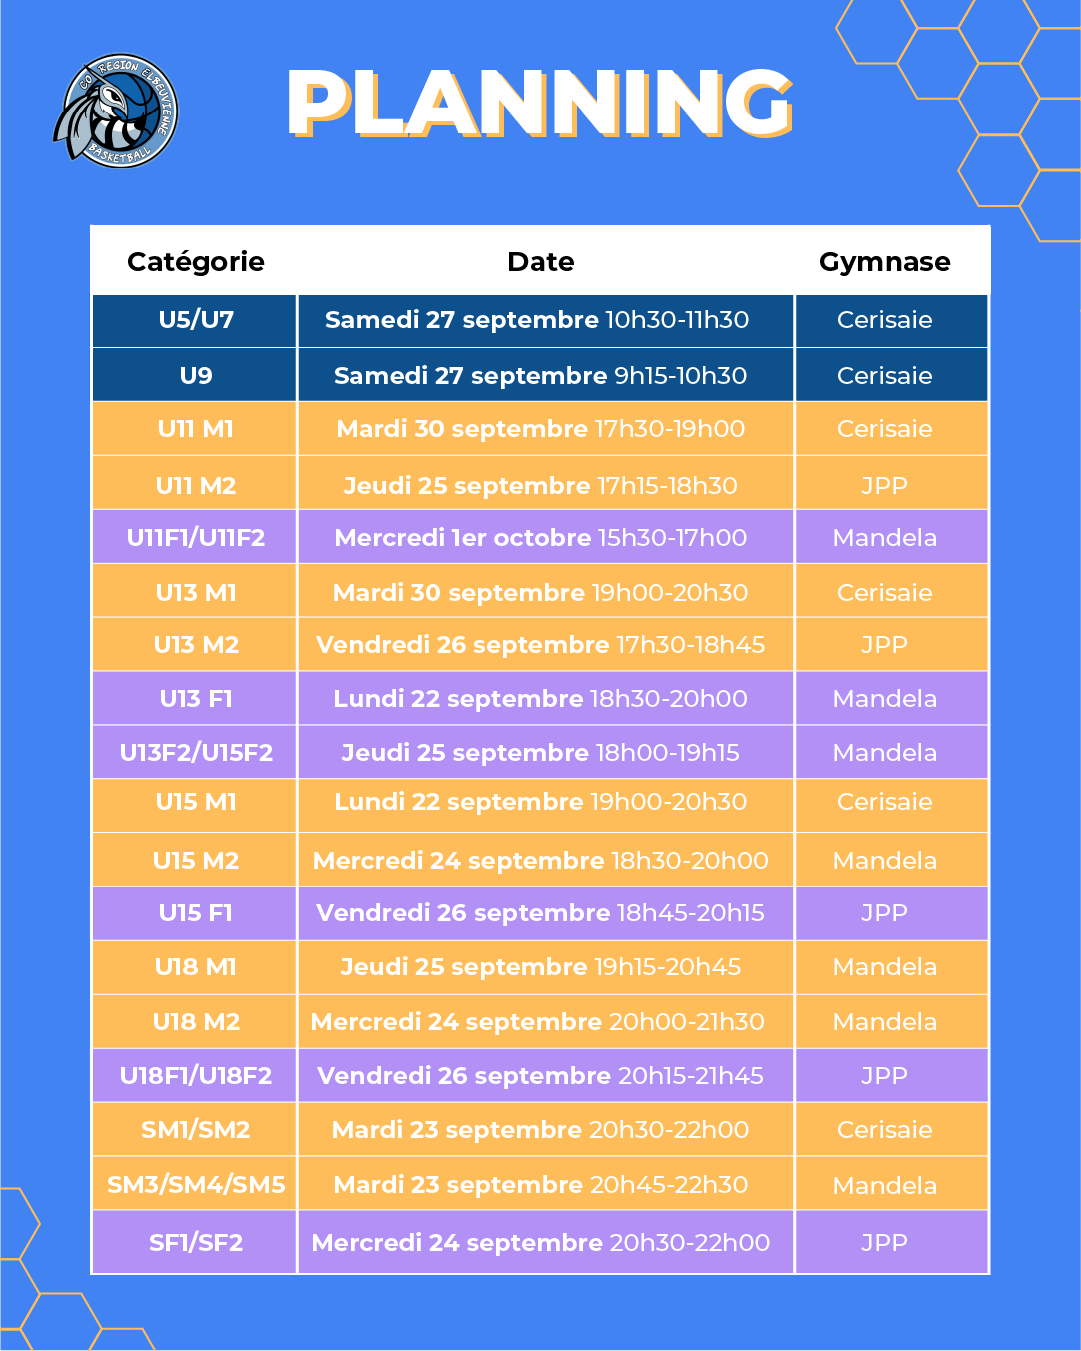 CO. REGION ELBEUVIENNE
BASKETBALL
PLANNING
Catégorie Date Gymnase
U5/U7 Samedi 27 septembre 10h30-11h30 Cerisaie
U9 Samedi 27 septembre 9h15-10h30 Cerisaie
U11 M1 Mardi 30 septembre 17h30-19h00 Cerisaie
U11 M2 Jeudi 25 septembre 17h15-18h30 JPP
U11F1/U11F2 Mercredi 1er octobre 15h30-17h00 Mandela
U13 M1 Mardi 30 septembre 19h00-20h30 Cerisaie
U13 M2 Vendredi 26 septembre 17h30-18h45 JPP
U13 F1 Lundi 22 septembre 18h30-20h00 Mandela
U13F2/U15F2 Jeudi 25 septembre 18h00-19h15 Mandela
U15 M1 Lundi 22 septembre 19h00-20h30 Cerisaie
U15 M2 Mercredi 24 septembre 18h30-20h00 Mandela
U15 F1 Vendredi 26 septembre 18h45-20h15 JPP
U18 M1 Jeudi 25 septembre 19h15-20h45 Mandela
U18 M2 Mercredi 24 septembre 20h00-21h30 Mandela
U18F1/U18F2 Vendredi 26 septembre 20h15-21h45 JPP
SM1/SM2 Mardi 23 septembre 20h30-22h00 Cerisaie
SM3/SM4/SM5 Mardi 23 septembre 20h45-22h30 Mandela
SF1/SF2 Mercredi 24 septembre 20h30-22h00 JPP